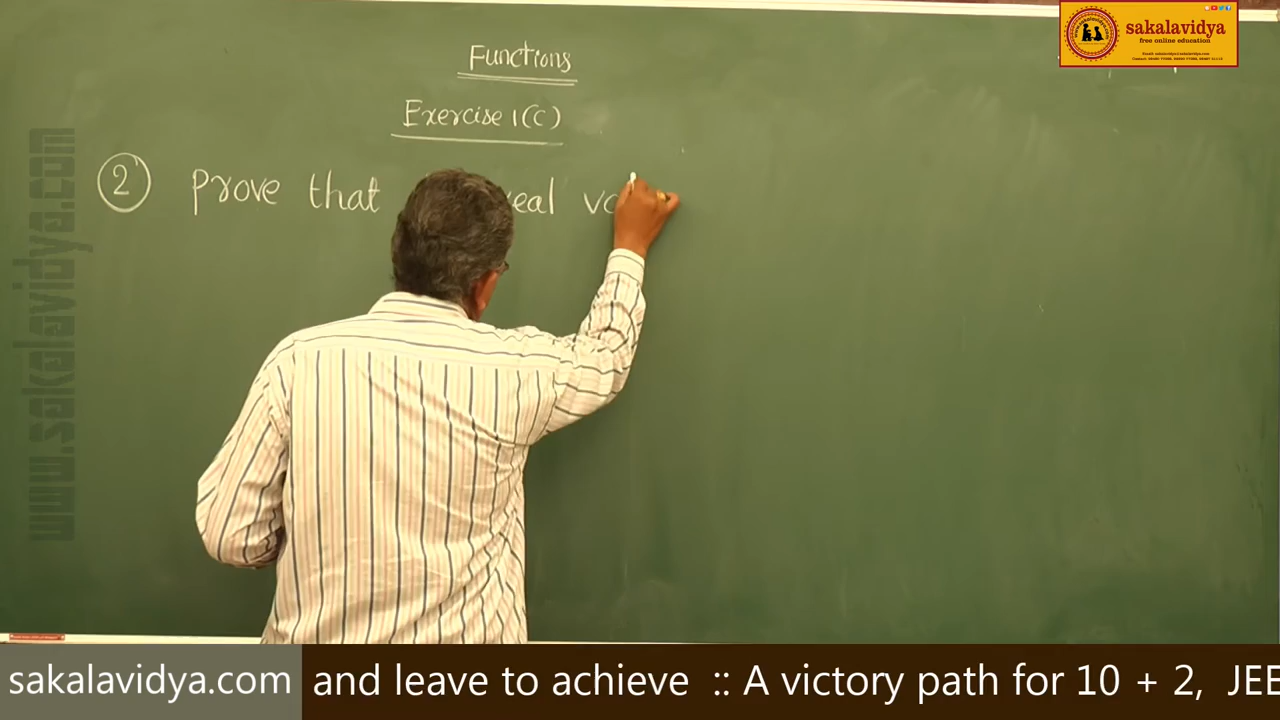 sakalavidya
free online education
Functions
Exercise 1(C)
2 Prove that real
www.sakalavidya.com
sakalavidya.com and leave to achieve :: A victory path for 10 + 2, JEE